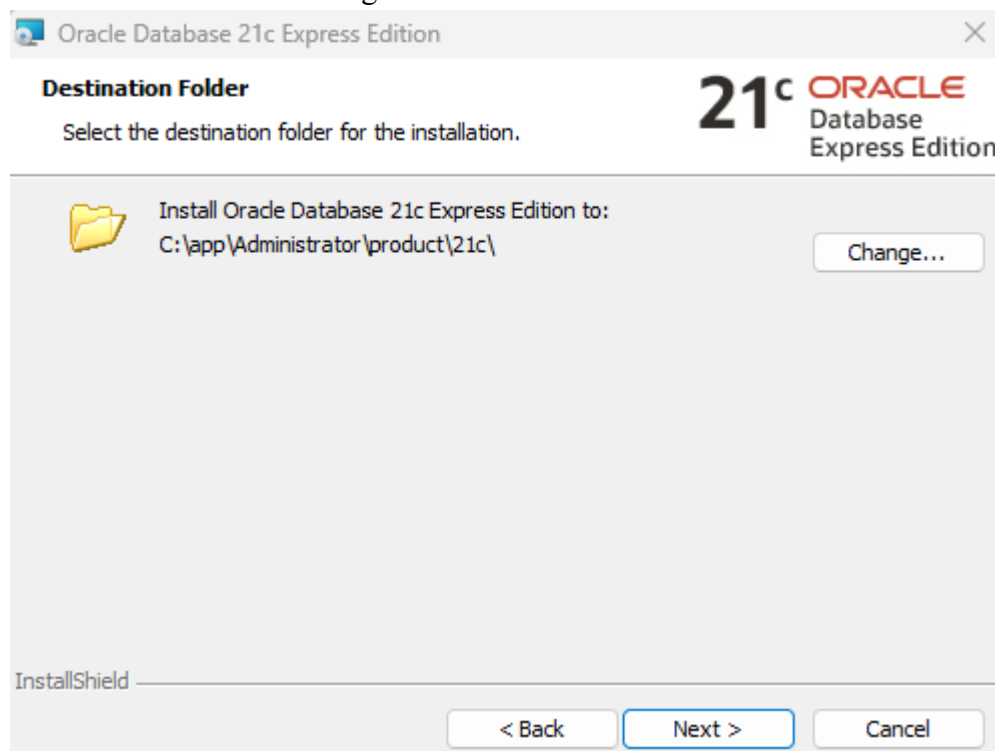 Oracle Database 21c Express Edition
Destination Folder
Select the destination folder for the installation.
21c ORACLE
Database
Express Edition
Install Oracle Database 21c Express Edition to:
C:\app\Administrator\product\21c\
Change...
InstallShield
< Back
Next >
Cancel